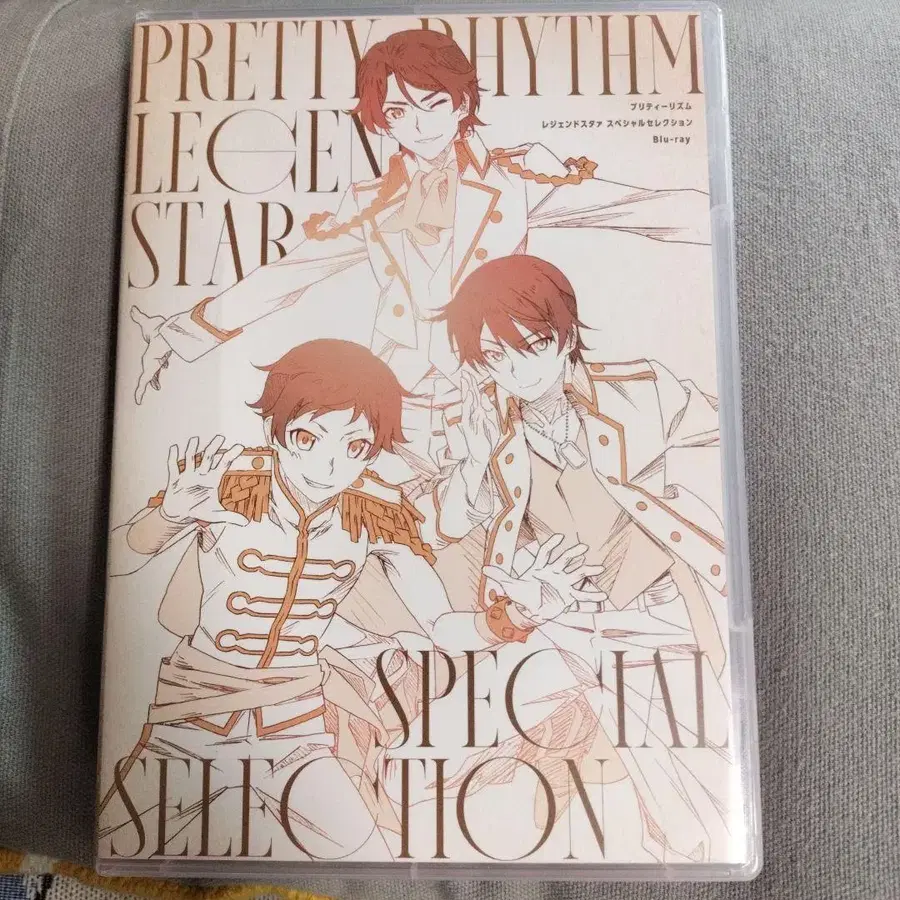 PRETTY RHYTHM
プリティーリズム
レジェンドスタァ スペシャルセレクション
Blu-ray
LEGEN
STAR
SPECIAL
SELECTION